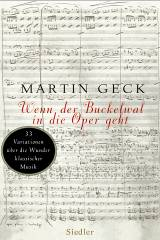 MARTIN GECK
Wenn der Buckelwal
in die Oper geht
33
Variationen
über die Wunder
klassischer
Musik
Siedler